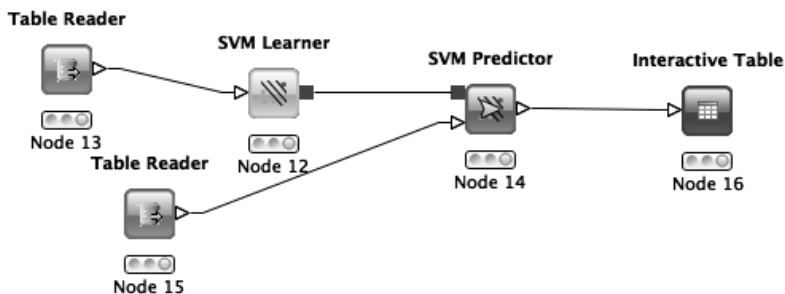 Table Reader
Node 13
SVM Learner
Node 12
Table Reader
Node 15
SVM Predictor
Node 14
Interactive Table
Node 16